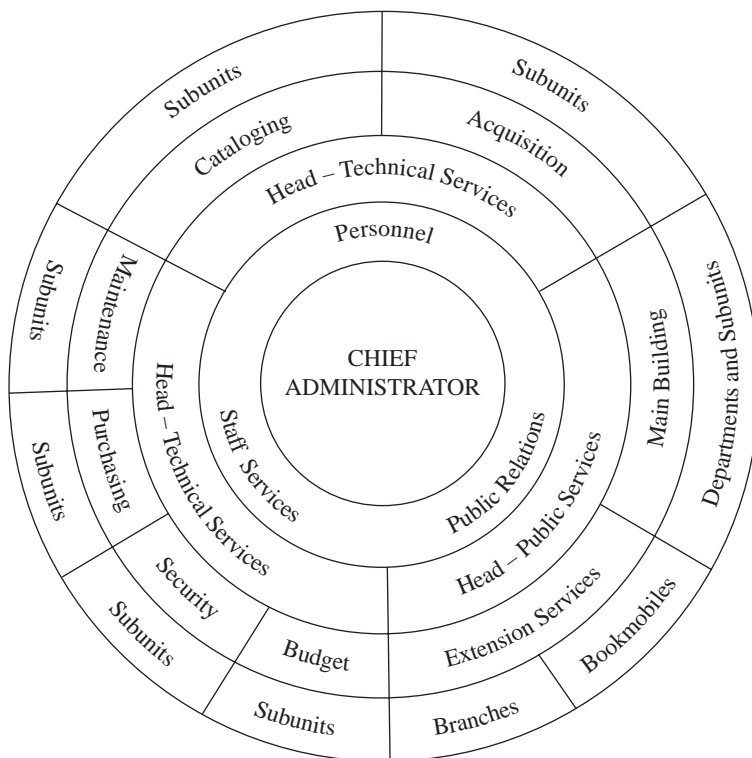 CHIEF
ADMINISTRATOR
Personnel
Public Relations
Staff Services
Head – Technical Services
Head – Public Services
Head – Technical Services
Cataloging
Acquisition
Main Building
Extension Services
Budget
Security
Purchasing
Maintenance
Subunits
Subunits
Departments and Subunits
Bookmobiles
Branches
Subunits
Subunits
Subunits
Subunits